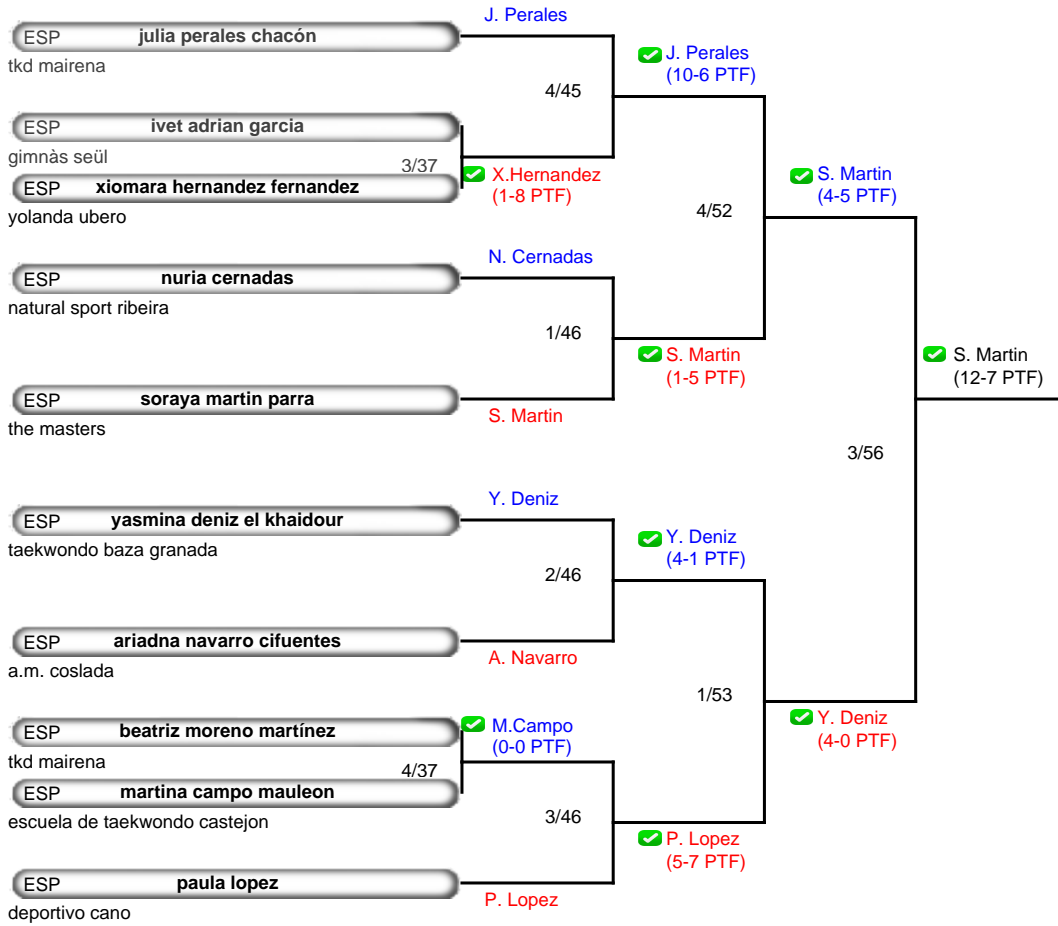 J. Perales
ESP julia perales chacón
tkd mairena
J. Perales
(10-6 PTF)
4/45
ESP ivet adrian garcia
gimnàs seül
3/37
X.Hernandez
(1-8 PTF)
ESP xiomara hernandez fernandez
yolanda ubero
S. Martin
(4-5 PTF)
4/52
N. Cernadas
ESP nuria cernadas
natural sport ribeira
1/46
S. Martin
(1-5 PTF)
S. Martin
(12-7 PTF)
ESP soraya martin parra
S. Martin
the masters
3/56
Y. Deniz
ESP yasmina deniz el khaidour
taekwondo baza granada
Y. Deniz
(4-1 PTF)
2/46
ESP ariadna navarro cifuentes
A. Navarro
a.m. coslada
1/53
Y. Deniz
(4-0 PTF)
ESP beatriz moreno martínez
M.Campo
(0-0 PTF)
tkd mairena
4/37
ESP martina campo mauleon
escuela de taekwondo castejon
3/46
P. Lopez
(5-7 PTF)
ESP paula lopez
P. Lopez
deportivo cano